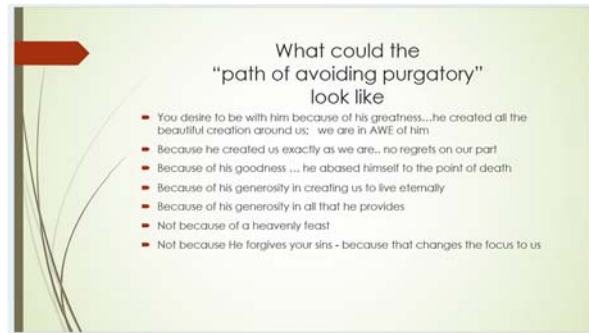 What could the
“path of avoiding purgatory”
look like
You desire to be with him because of his greatness...he created all the
beautiful creation around us; we are in AWE of him
Because he created us exactly as we are.. no regrets on our part
Because of his goodness ... he abased himself to the point of death
Because of his generosity in creating us to live eternally
Because of his generosity in all that he provides
Not because of a heavenly feast
Not because He forgives your sins - because that changes the focus to us